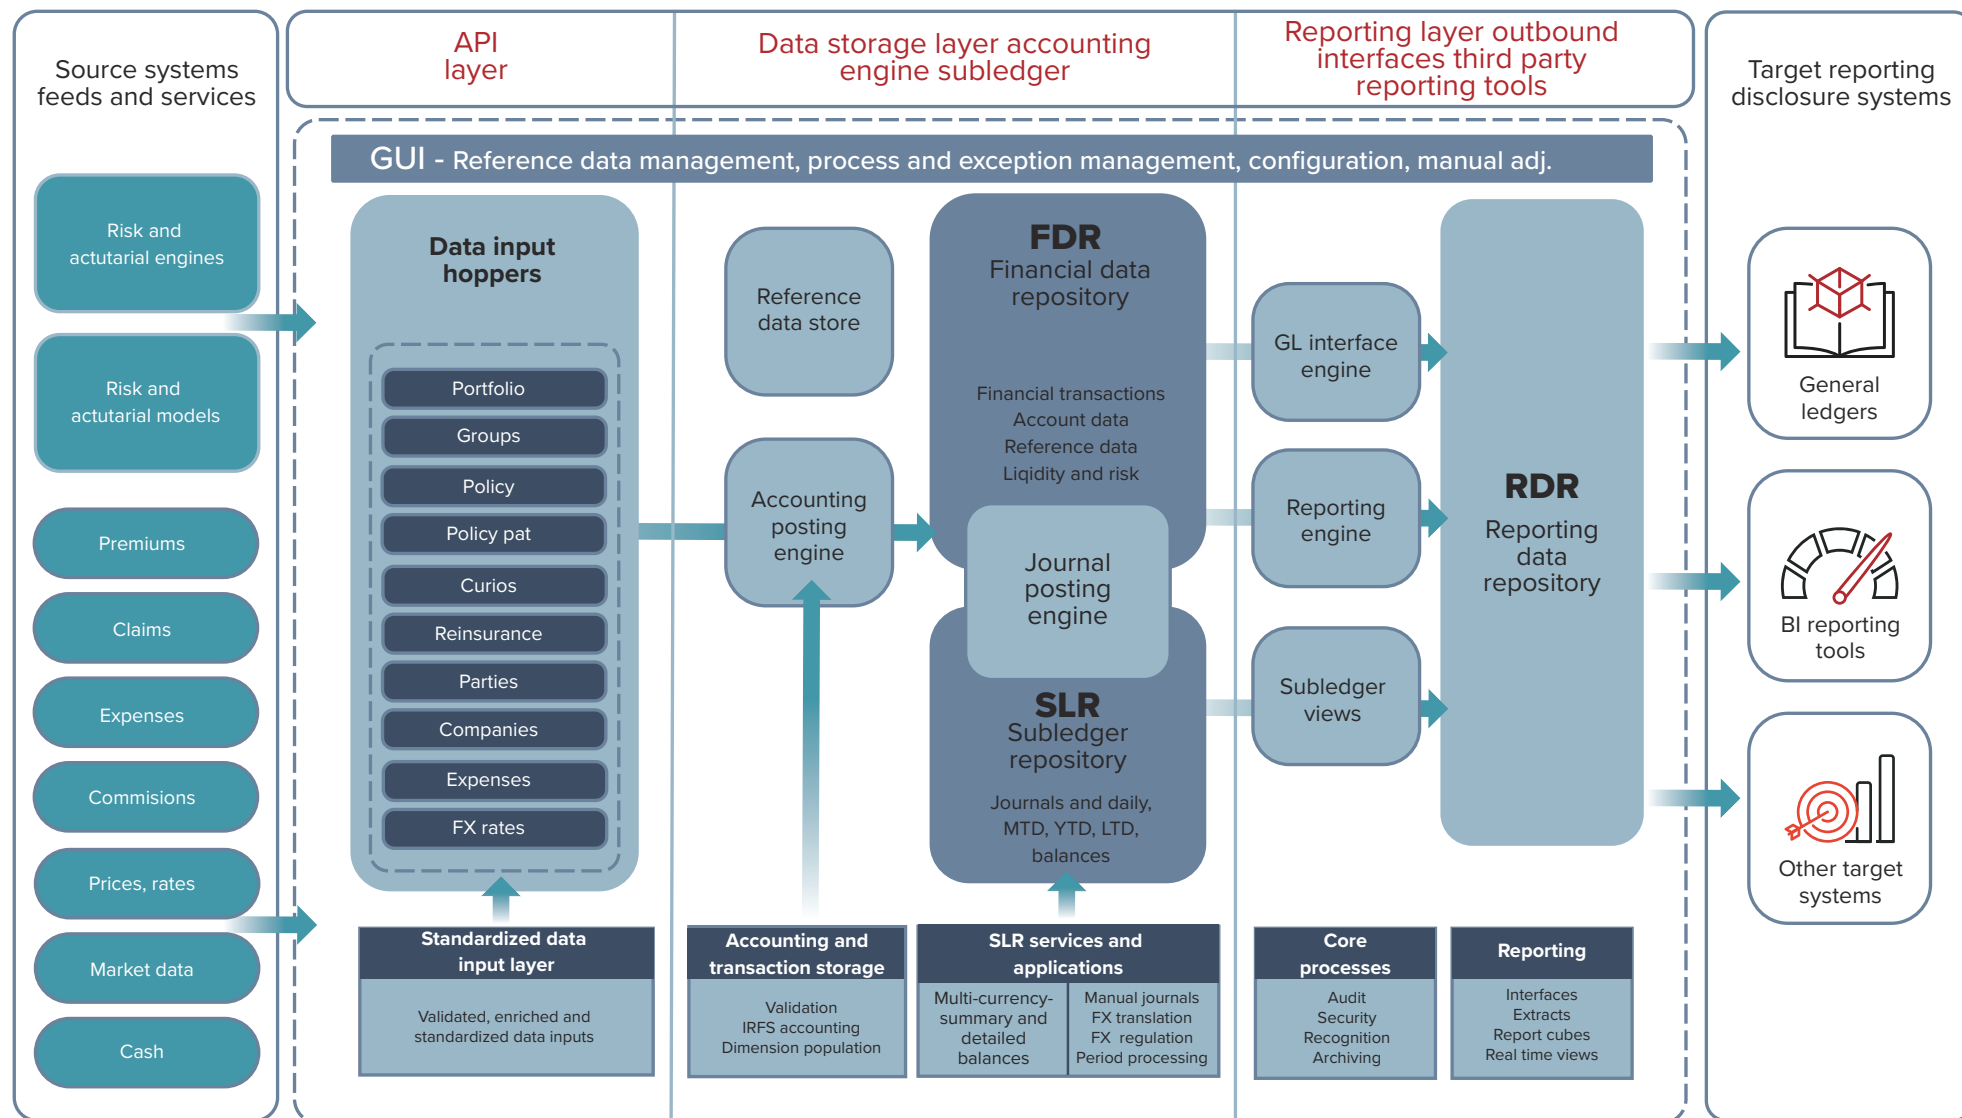 Source systems
feeds and services
Risk and
actutarial engines
Risk and
actutarial models
Premiums
Claims
Expenses
Commisions
Prices, rates
Market data
Cash
API
layer
Data storage layer accounting
engine subledger
Reporting layer outbound
interfaces third party
reporting tools
GUI - Reference data management, process and exception management, configuration, manual adj.
Data input
hoppers
Portfolio
Groups
Policy
Policy pat
Curios
Reinsurance
Parties
Companies
Expenses
FX rates
Standardized data
input layer
Validated, enriched and
standardized data inputs
Reference
data store
Accounting
posting
engine
Accounting and
transaction storage
Validation
IRFS accounting
Dimension population
FDR
Financial data
repository
Financial transactions
Account data
Reference data
Liqidity and risk
Journal
posting
engine
SLR
Subledger
repository
Journals and daily,
MTD, YTD, LTD,
balances
SLR services and
applications
Multi-currency-
summary and
detailed
balances
Manual journals
FX translation
FX regulation
Period processing
GL interface
engine
Reporting
engine
Subledger
views
RDR
Reporting
data
repository
Core
processes
Audit
Security
Recognition
Archiving
Reporting
Interfaces
Extracts
Report cubes
Real time views
Target reporting
disclosure systems
General
ledgers
BI reporting
tools
Other target
systems